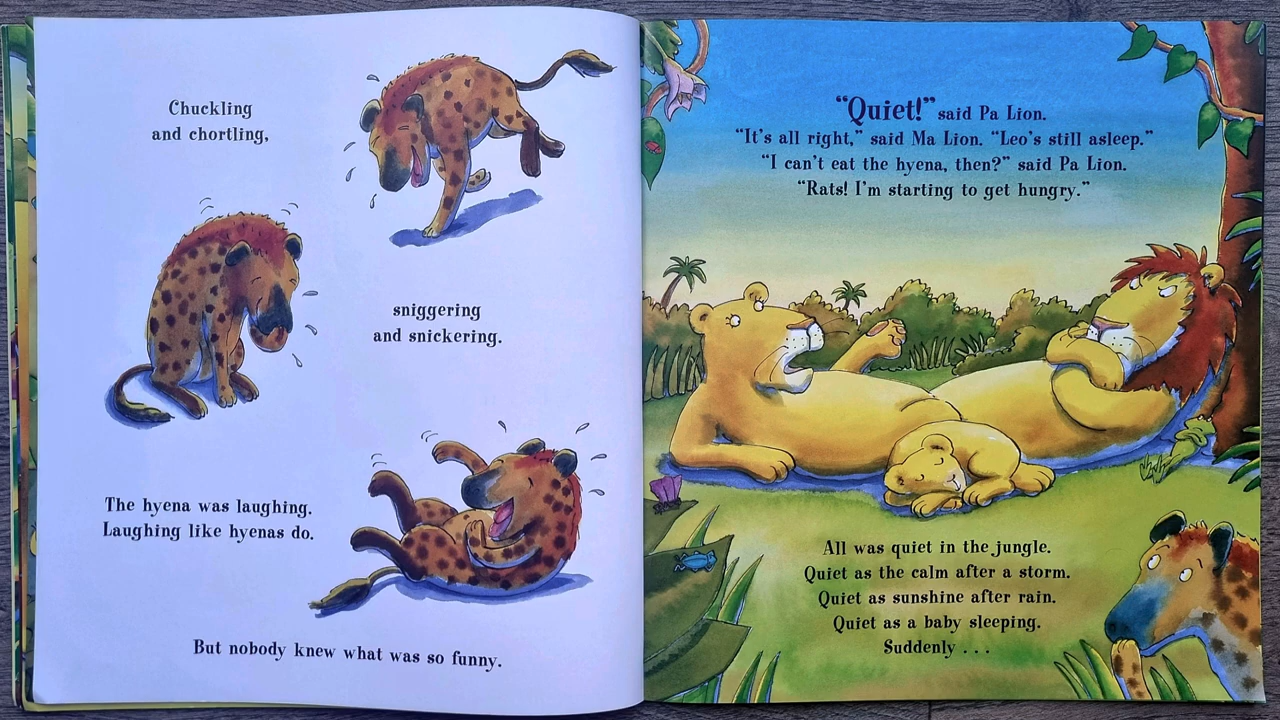 Chuckling
and chortling,
sniggering
and snickering.
The hyena was laughing.
Laughing like hyenas do.
But nobody knew what was so funny.
“Quiet!” said Pa Lion.
“It’s all right,” said Ma Lion. “Leo’s still asleep.”
“I can’t eat the hyena, then?” said Pa Lion.
“Rats! I’m starting to get hungry.”
All was quiet in the jungle.
Quiet as the calm after a storm.
Quiet as sunshine after rain.
Quiet as a baby sleeping.
Suddenly . . .